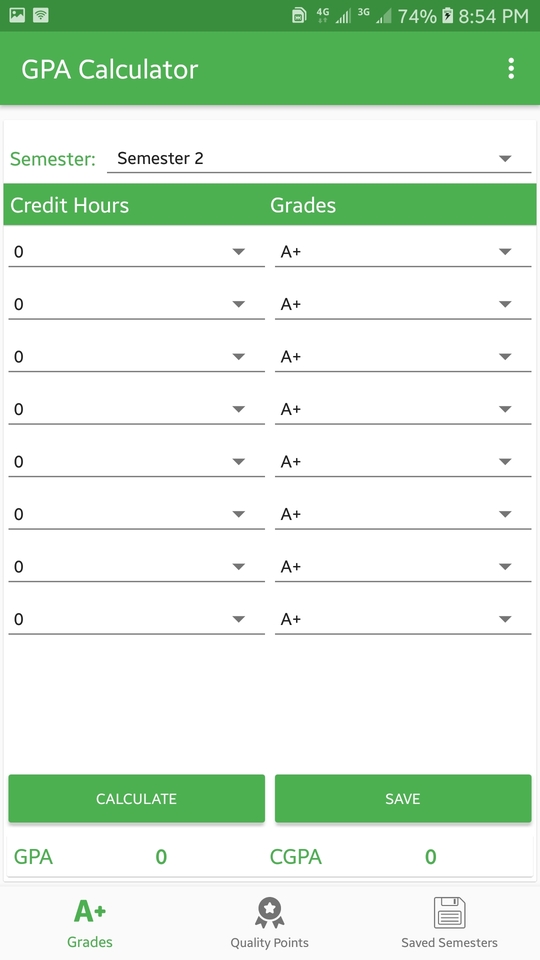 4G 3G 74% 8:54 PM
GPA Calculator
Semester: Semester 2
Credit Hours Grades
0 A+
0 A+
0 A+
0 A+
0 A+
0 A+
0 A+
0 A+
CALCULATE SAVE
GPA 0 CGPA 0
A+
Grades Quality Points Saved Semesters